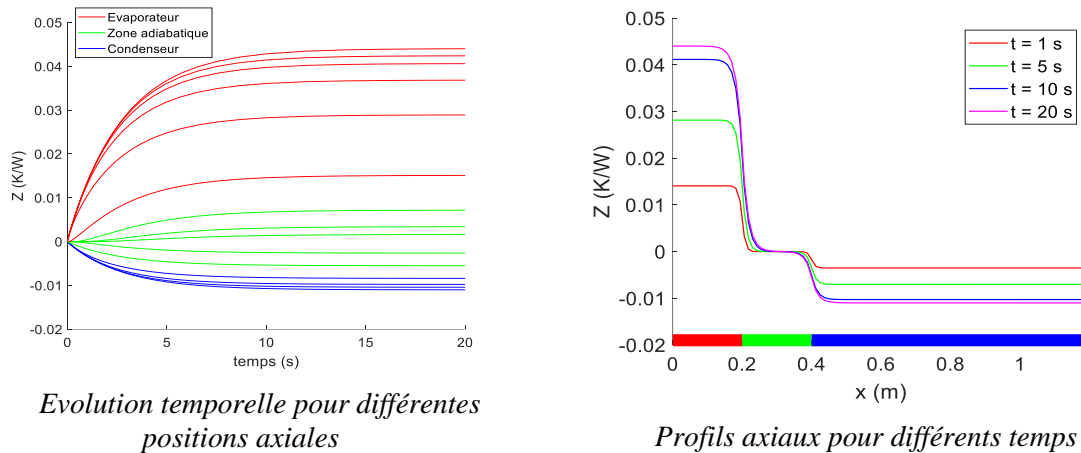 0.05
0.04
0.03
0.02
0.01
0
-0.01
-0.02
Z (K/W)
0
5
10
15
20
temps (s)
Evaporateur
Zone adiabatique
Condenseur
Evolution temporelle pour différentes
positions axiales
0.05
0.04
0.03
0.02
0.01
0
-0.01
-0.02
Z (K/W)
0
0.2
0.4
0.6
0.8
1
x (m)
t = 1 s
t = 5 s
t = 10 s
t = 20 s
Profils axiaux pour différents temps